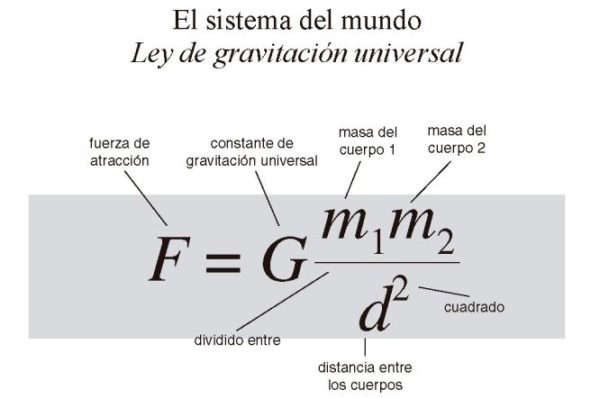 El sistema del mundo
Ley de gravitación universal
fuerza de
atracción
constante de
gravitación universal
masa del
cuerpo 1
masa del
cuerpo 2
F = G m₁m₂ / d²
dividido entre
cuadrado
distancia entre
los cuerpos